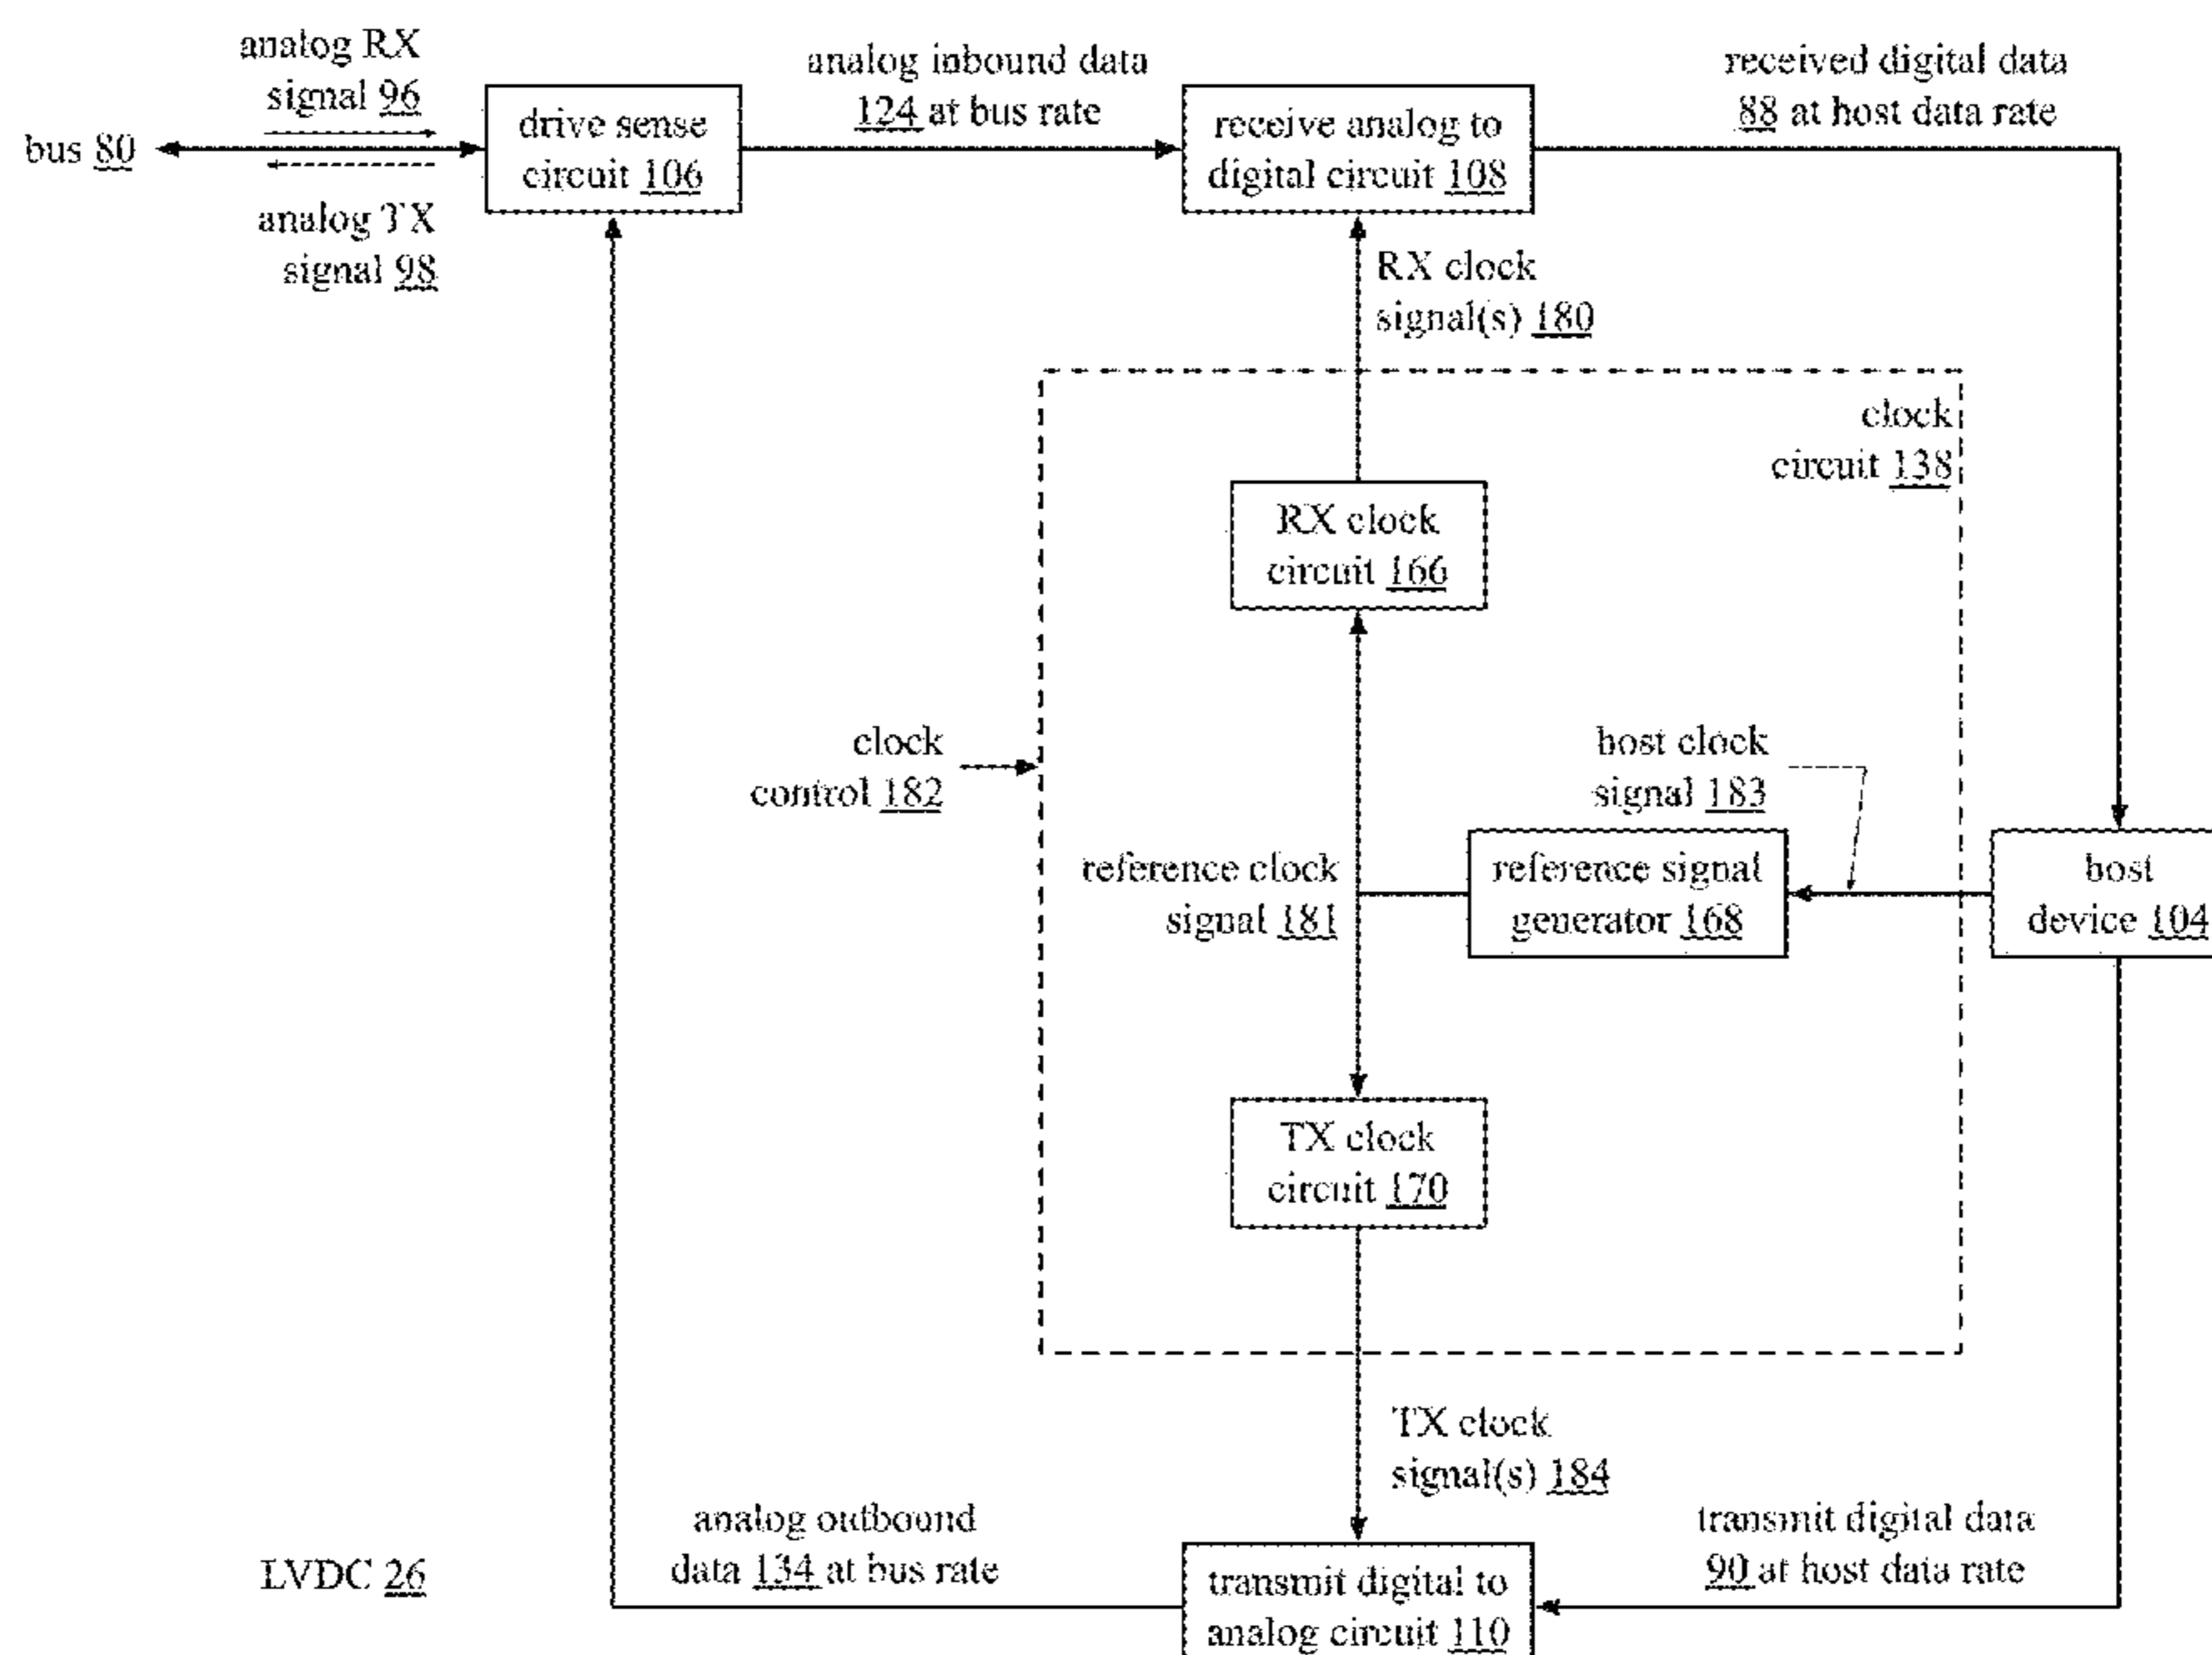 analog RX
signal 96
bus 80
analog TX
signal 98
drive sense
circuit 106
analog inbound data
124 at bus rate
receive analog to
digital circuit 108
received digital data
88 at host data rate
RX clock
signal(s) 180
clock
circuit 138
RX clock
circuit 166
clock
control 182
host clock
signal 183
reference clock
signal 181
reference signal
generator 168
host
device 104
TX clock
circuit 170
TX clock
signal(s) 184
analog outbound
data 134 at bus rate
transmit digital to
analog circuit 110
transmit digital data
90 at host data rate
LVDC 26